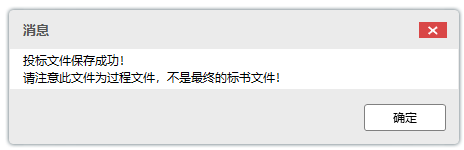 消息
投标文件保存成功！
请注意此文件为过程文件，不是最终的标书文件！
确定